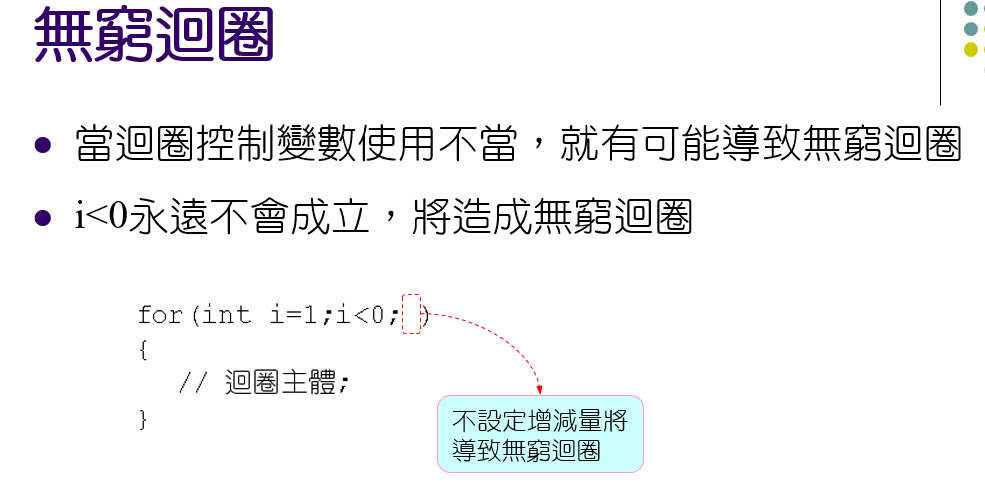 無窮迴圈
當迴圈控制變數使用不當，就有可能導致無窮迴圈
i<0永遠不會成立，將造成無窮迴圈
for(int i=1;i<0; )
{
// 迴圈主體;
}
不設定增減量將
導致無窮迴圈